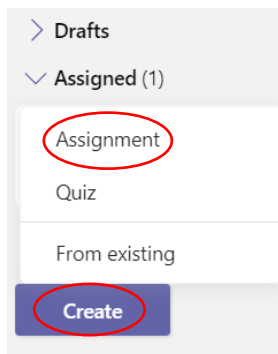 Drafts
Assigned (1)
Assignment
Quiz
From existing
Create